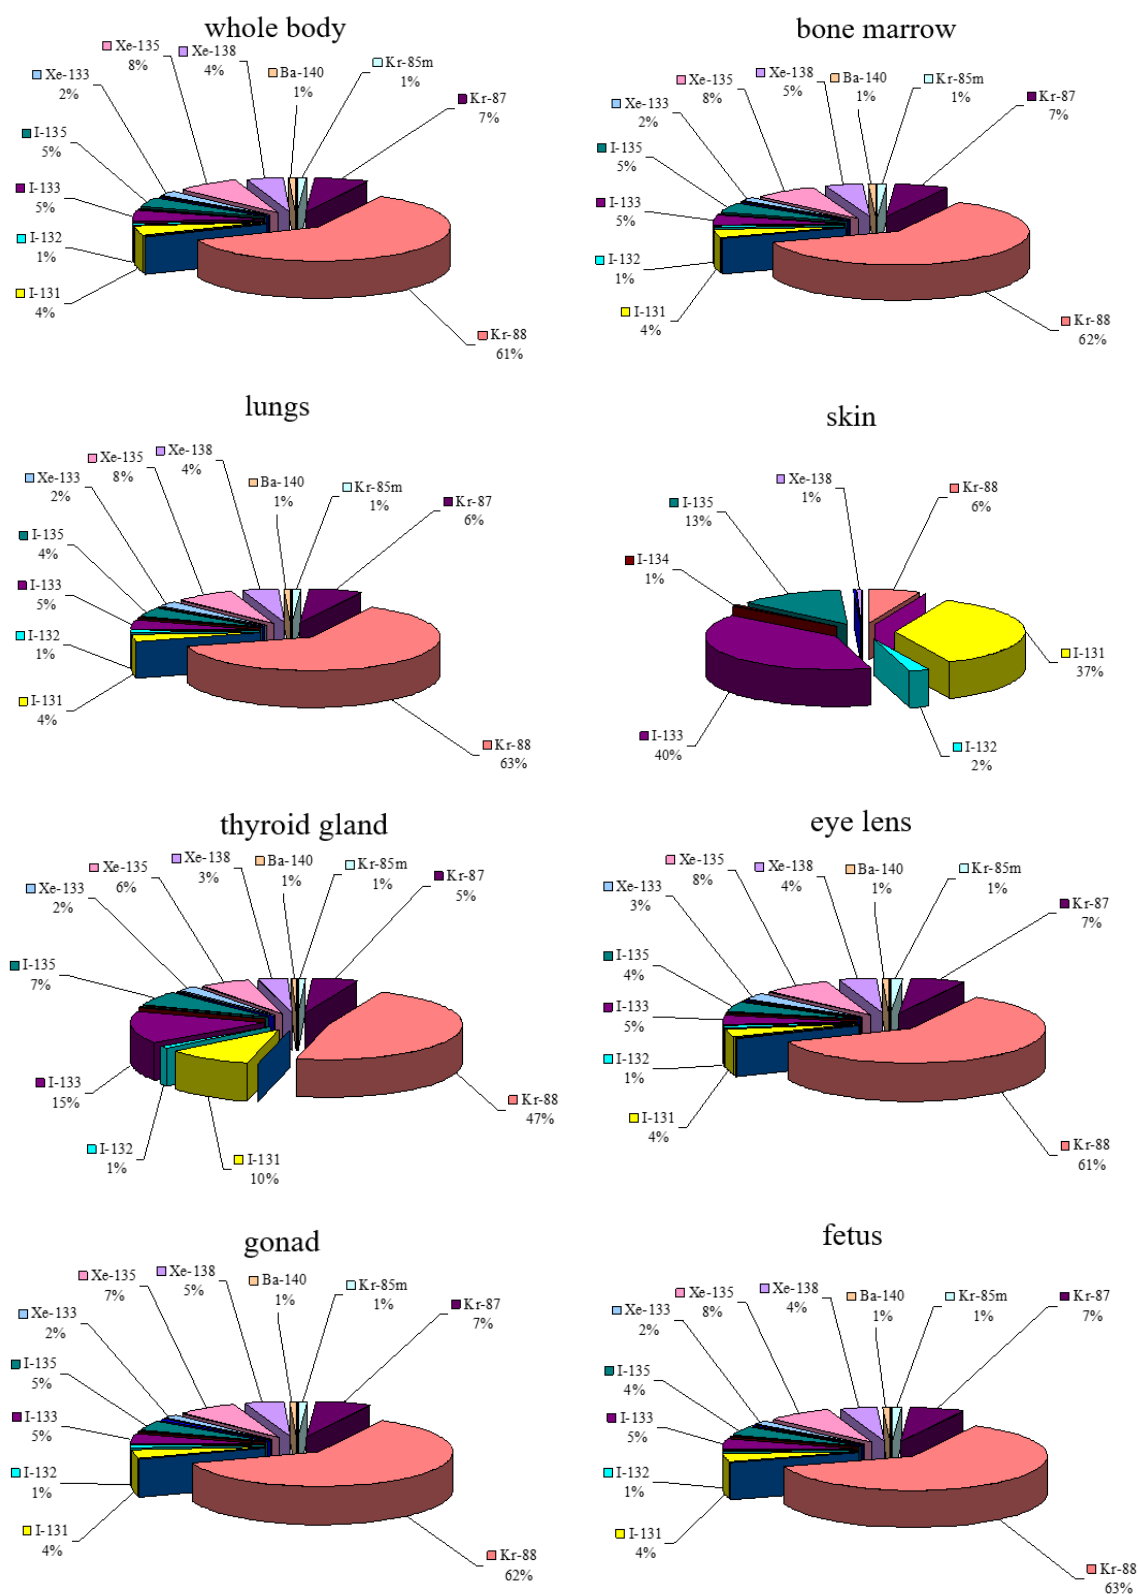 whole body
Xe-135
8%
Xe-138
4%
Ba-140
1%
Kr-85m
1%
Kr-87
7%
Xe-133
2%
I-135
5%
I-133
5%
I-132
1%
I-131
4%
Kr-88
61%
bone marrow
Xe-135
8%
Xe-138
5%
Ba-140
1%
Kr-85m
1%
Kr-87
7%
Xe-133
2%
I-135
5%
I-133
5%
I-132
1%
I-131
4%
Kr-88
62%
lungs
Xe-135
8%
Xe-138
4%
Ba-140
1%
Kr-85m
1%
Kr-87
6%
Xe-133
2%
I-135
4%
I-133
5%
I-132
1%
I-131
4%
Kr-88
63%
skin
Xe-138
1%
Kr-88
6%
I-135
13%
I-134
1%
I-131
37%
I-133
40%
I-132
2%
thyroid gland
Xe-135
6%
Xe-138
3%
Ba-140
1%
Kr-85m
1%
Kr-87
5%
Xe-133
2%
I-135
7%
I-133
15%
I-132
1%
I-131
10%
Kr-88
47%
eye lens
Xe-135
8%
Xe-138
4%
Ba-140
1%
Kr-85m
1%
Kr-87
7%
Xe-133
3%
I-135
4%
I-133
5%
I-132
1%
I-131
4%
Kr-88
61%
gonad
Xe-135
7%
Xe-138
5%
Ba-140
1%
Kr-85m
1%
Kr-87
7%
Xe-133
2%
I-135
5%
I-133
5%
I-132
1%
I-131
4%
Kr-88
62%
fetus
Xe-135
8%
Xe-138
4%
Ba-140
1%
Kr-85m
1%
Kr-87
7%
Xe-133
2%
I-135
4%
I-133
5%
I-132
1%
I-131
4%
Kr-88
63%